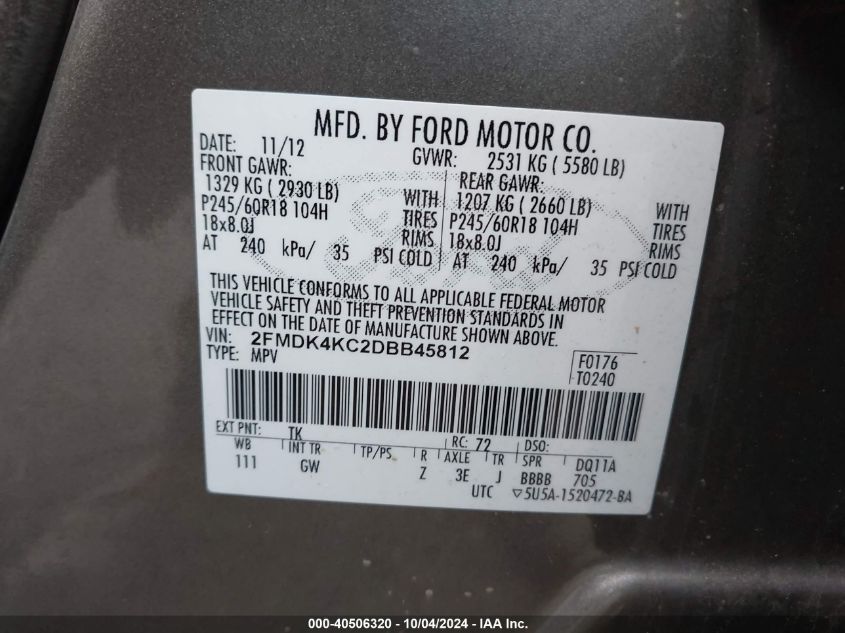 MFD. BY FORD MOTOR CO.
DATE: 11/12 GVWR: 2531 KG ( 5580 LB)
FRONT GAWR: REAR GAWR:
1329 KG ( 2930 LB) WITH 1207 KG ( 2660 LB) WITH
P245/60R18 104H TIRES P245/60R18 104H TIRES
18x8.0J RIMS 18x8.0J RIMS
AT 240 kPa/ 35 PSI COLD AT 240 kPa/ 35 PSI COLD
THIS VEHICLE CONFORMS TO ALL APPLICABLE FEDERAL MOTOR
VEHICLE SAFETY AND THEFT PREVENTION STANDARDS IN
EFFECT ON THE DATE OF MANUFACTURE SHOWN ABOVE.
VIN: 2FMDK4KC2DBB45812
TYPE: MPV F0176
T0240
EXT PNT: TK RC: 72 DSO:
WB INT TR TP/PS R AXLE TR SPR DQ11A
111 GW Z 3E J BBBB 705
UTC ▽5U5A-1520472-BA
000-40506320 - 10/04/2024 - IAA Inc.